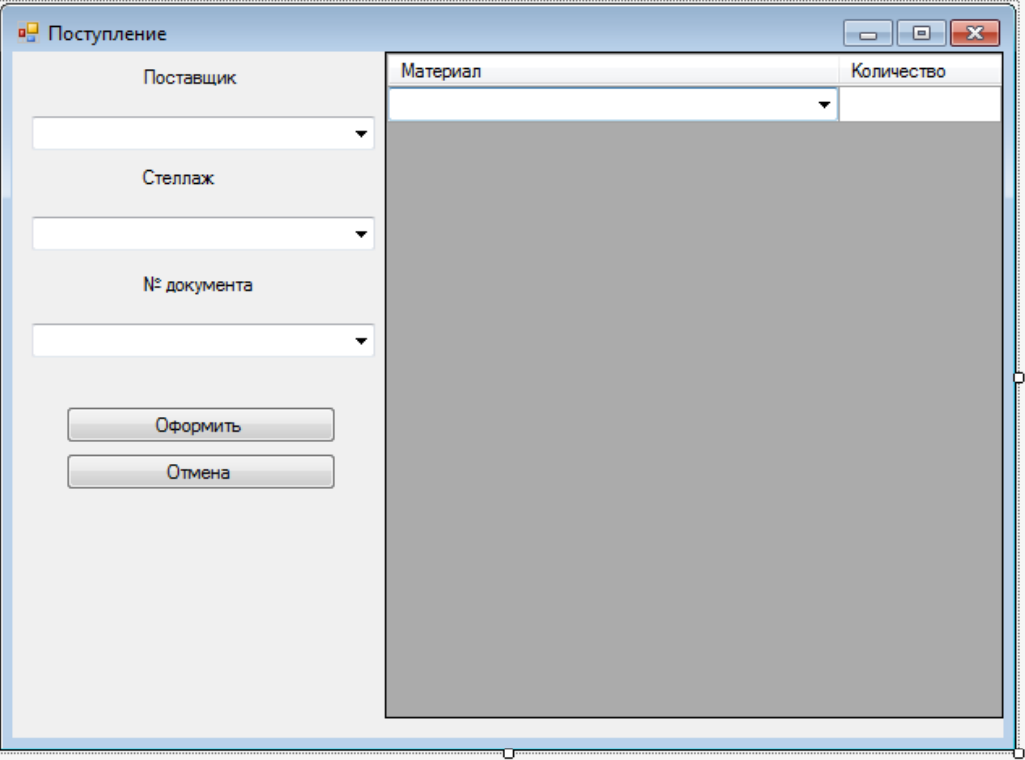 Поступление
Поставщик
Стеллаж
№ документа
Оформить
Отмена
Материал Количество